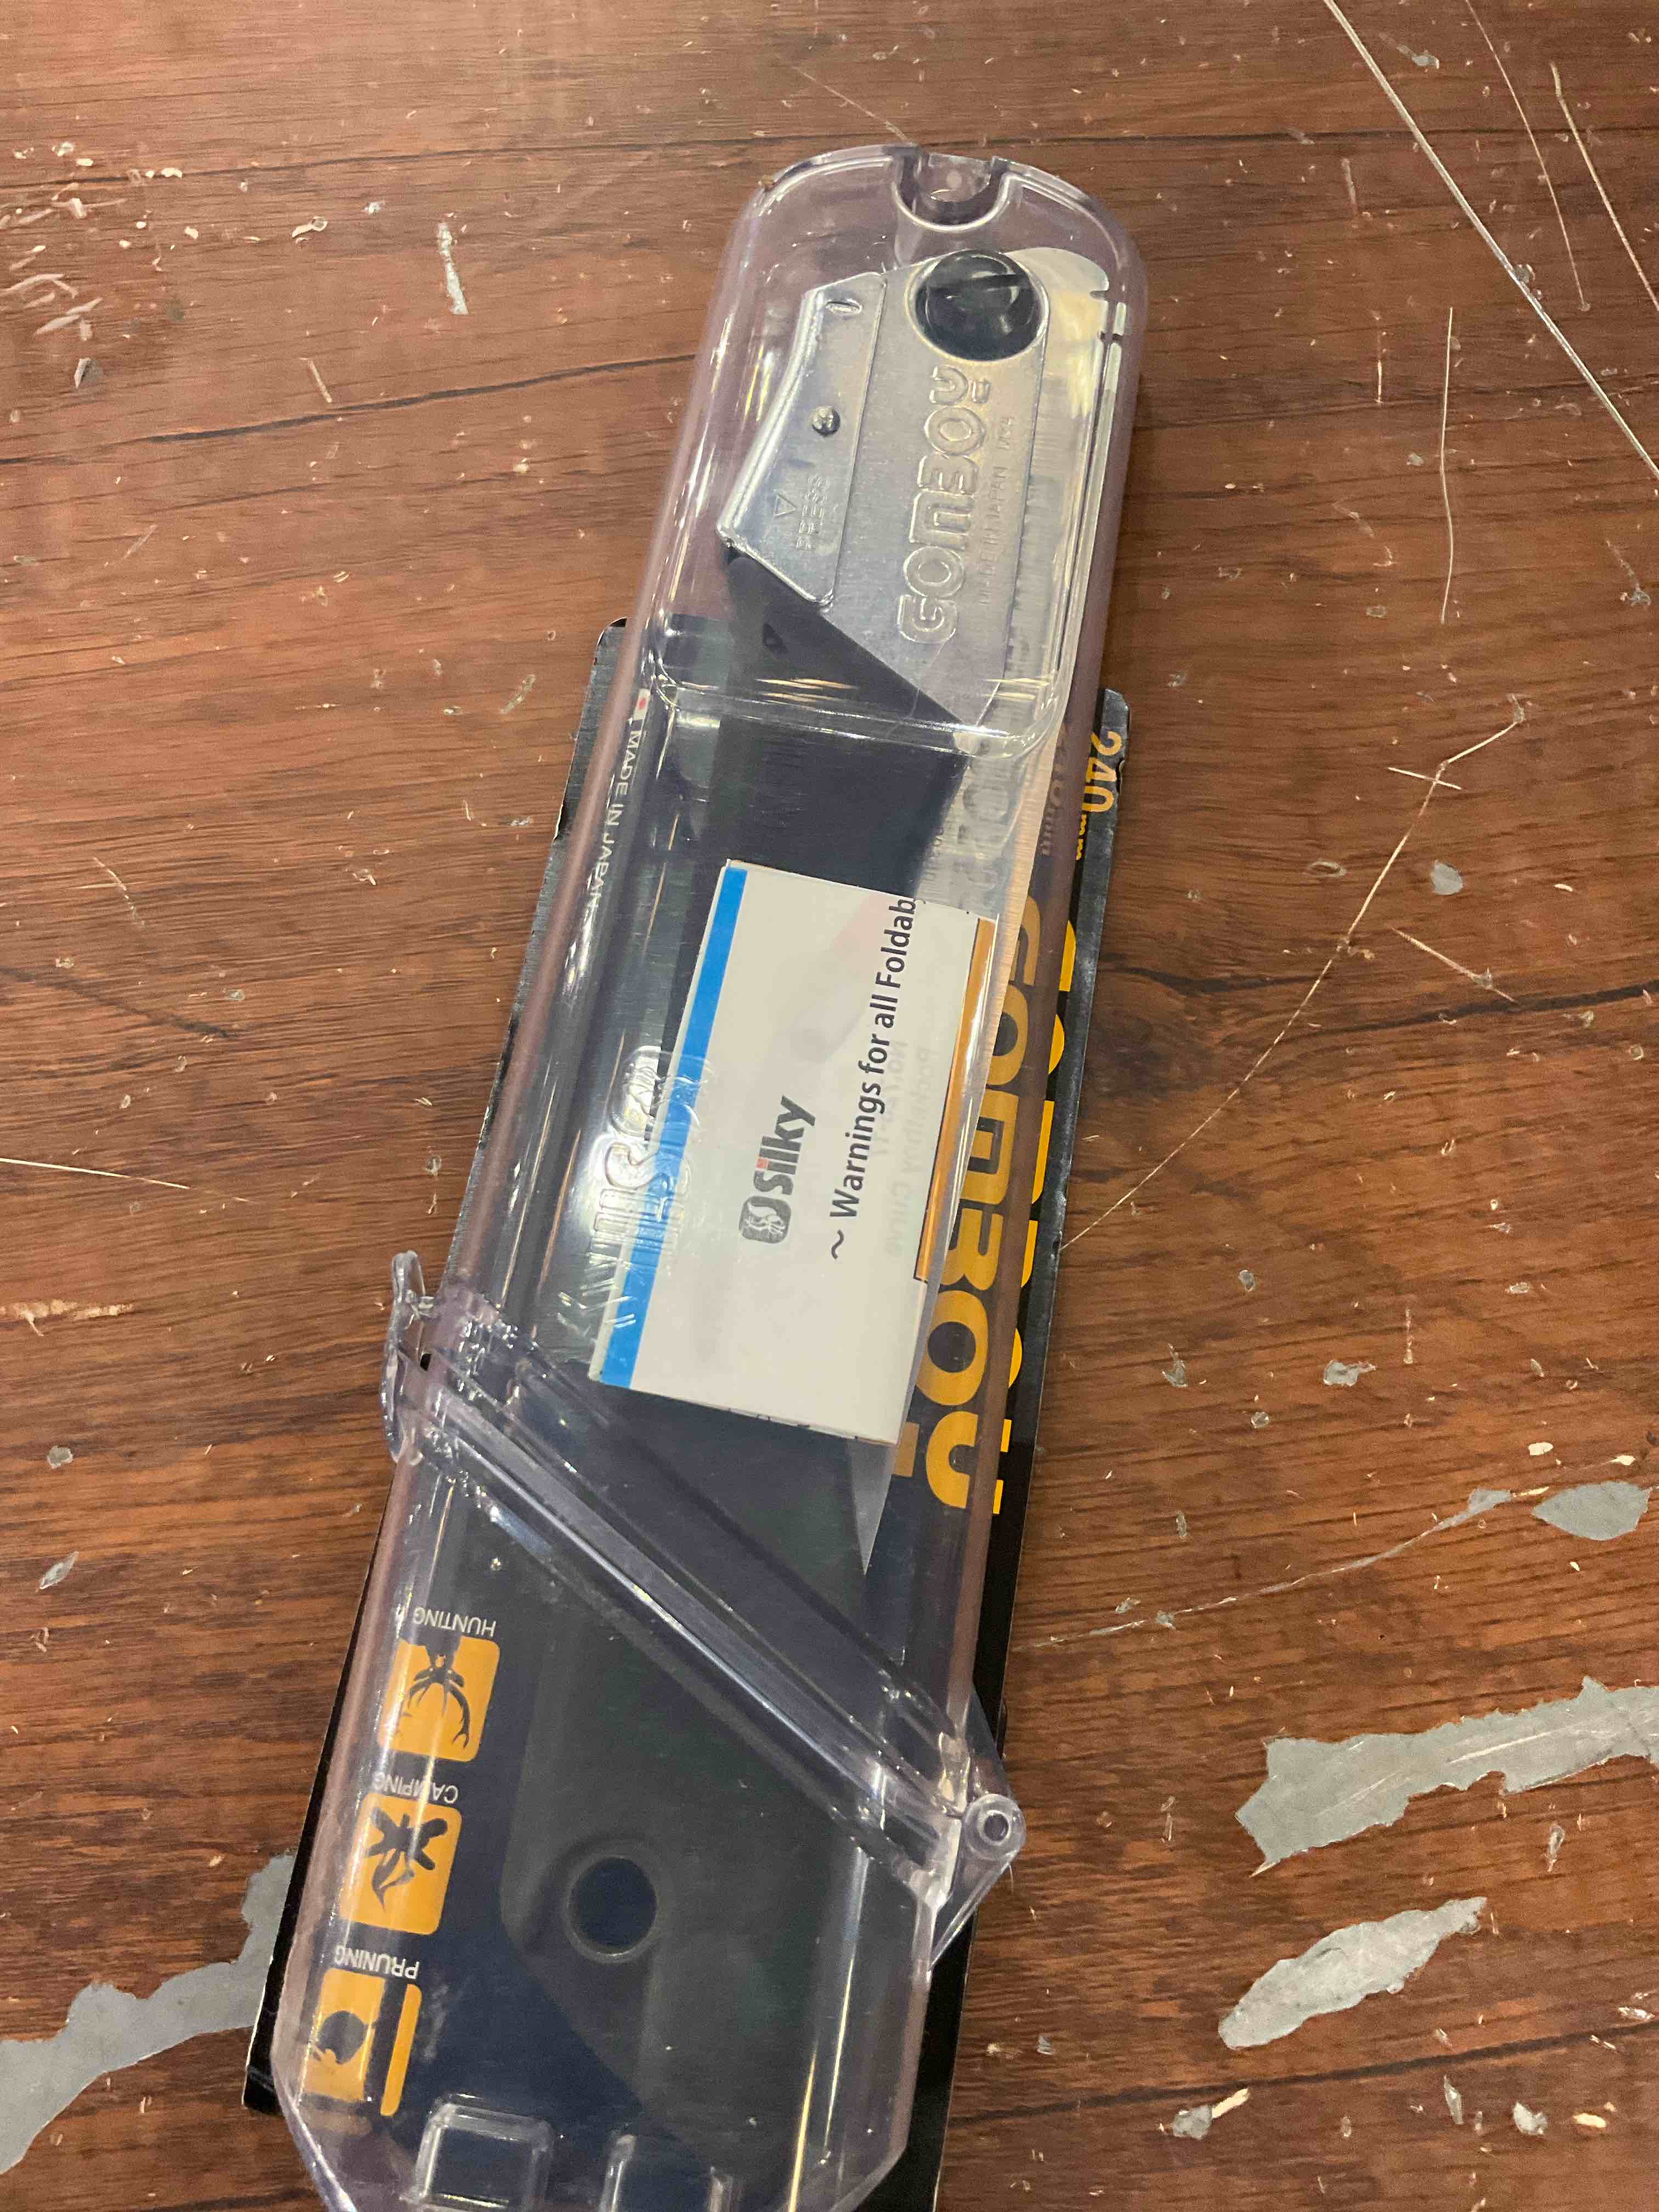 GOMBOY
MADE IN JAPAN
PRESS
240mm
GOMBOY
MADE IN JAPAN
Silky
~ Warnings for all Foldab
HUNTING
CAMPING
PRUNING